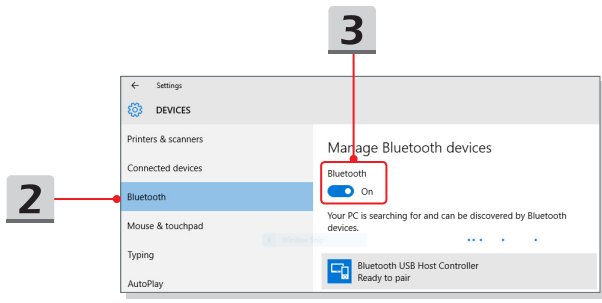 3
← Settings
DEVICES
Printers & scanners
Connected devices
Bluetooth
Mouse & touchpad
Typing
AutoPlay
2
Manage Bluetooth devices
Bluetooth
On
Your PC is searching for and can be discovered by Bluetooth
devices.
Bluetooth USB Host Controller
Ready to pair